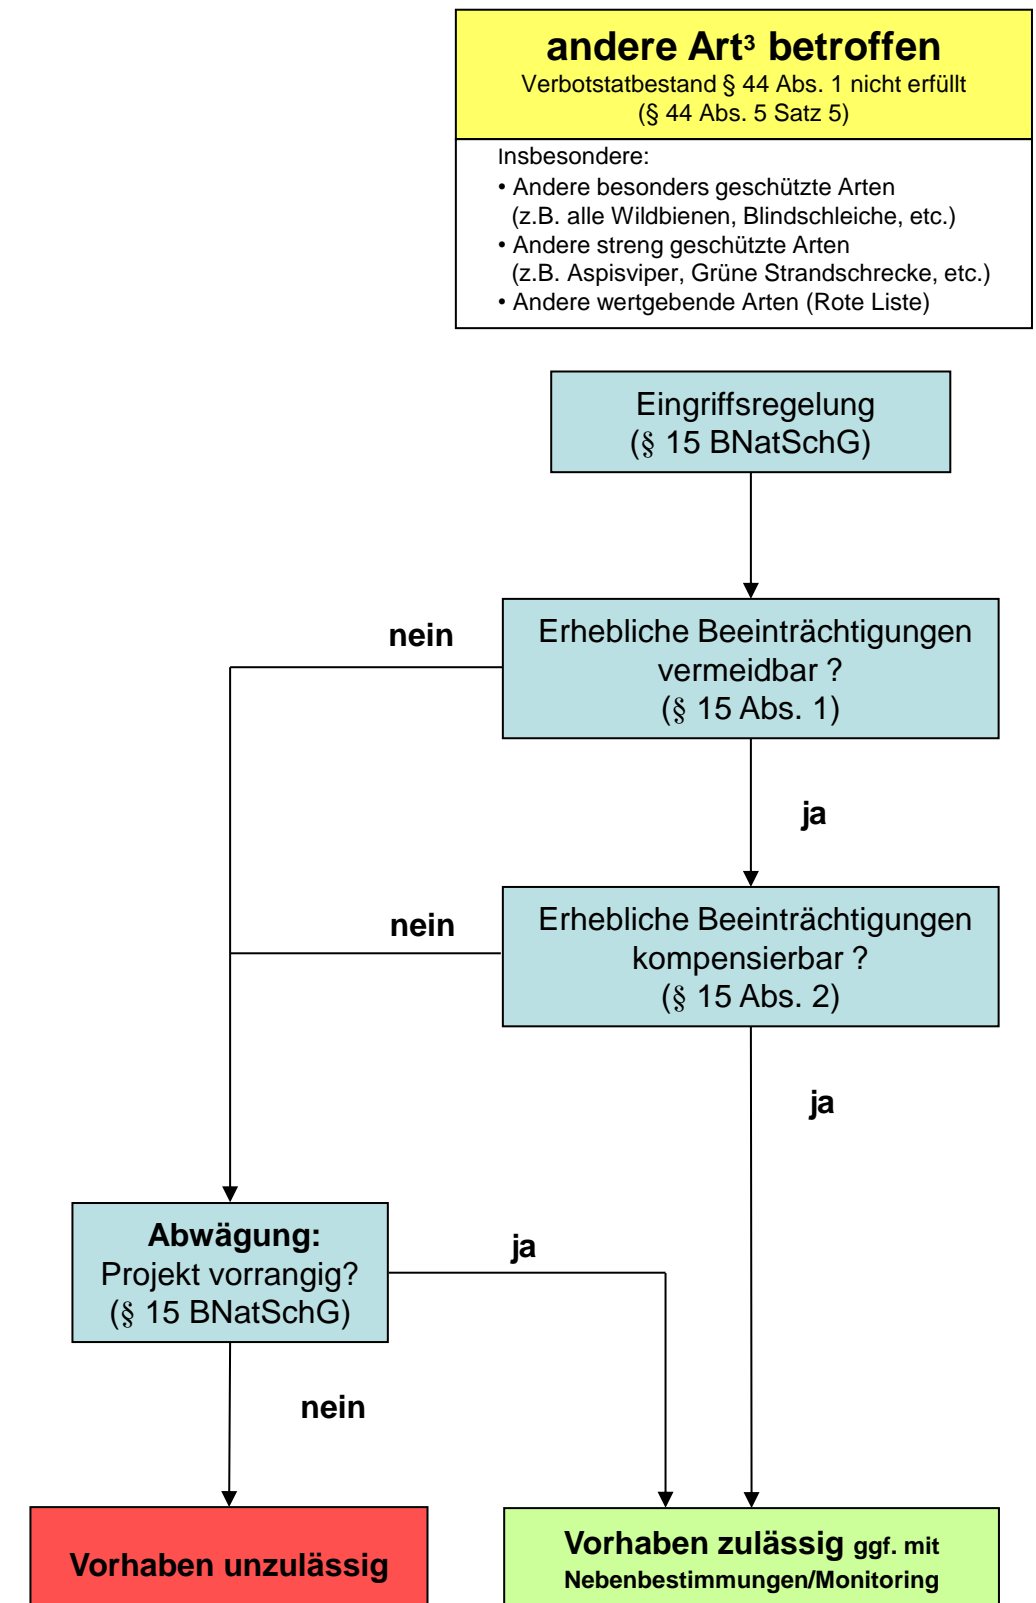 andere Art³ betroffen
Verbotstatbestand § 44 Abs. 1 nicht erfüllt
(§ 44 Abs. 5 Satz 5)
Insbesondere:
• Andere besonders geschützte Arten
(z.B. alle Wildbienen, Blindschleiche, etc.)
• Andere streng geschützte Arten
(z.B. Aspisviper, Grüne Strandschrecke, etc.)
• Andere wertgebende Arten (Rote Liste)
Eingriffsregelung
(§ 15 BNatSchG)
nein
Erhebliche Beeinträchtigungen
vermeidbar ?
(§ 15 Abs. 1)
ja
nein
Erhebliche Beeinträchtigungen
kompensierbar ?
(§ 15 Abs. 2)
ja
Abwägung:
Projekt vorrangig?
(§ 15 BNatSchG)
ja
nein
Vorhaben unzulässig
Vorhaben zulässig ggf. mit
Nebenbestimmungen/Monitoring